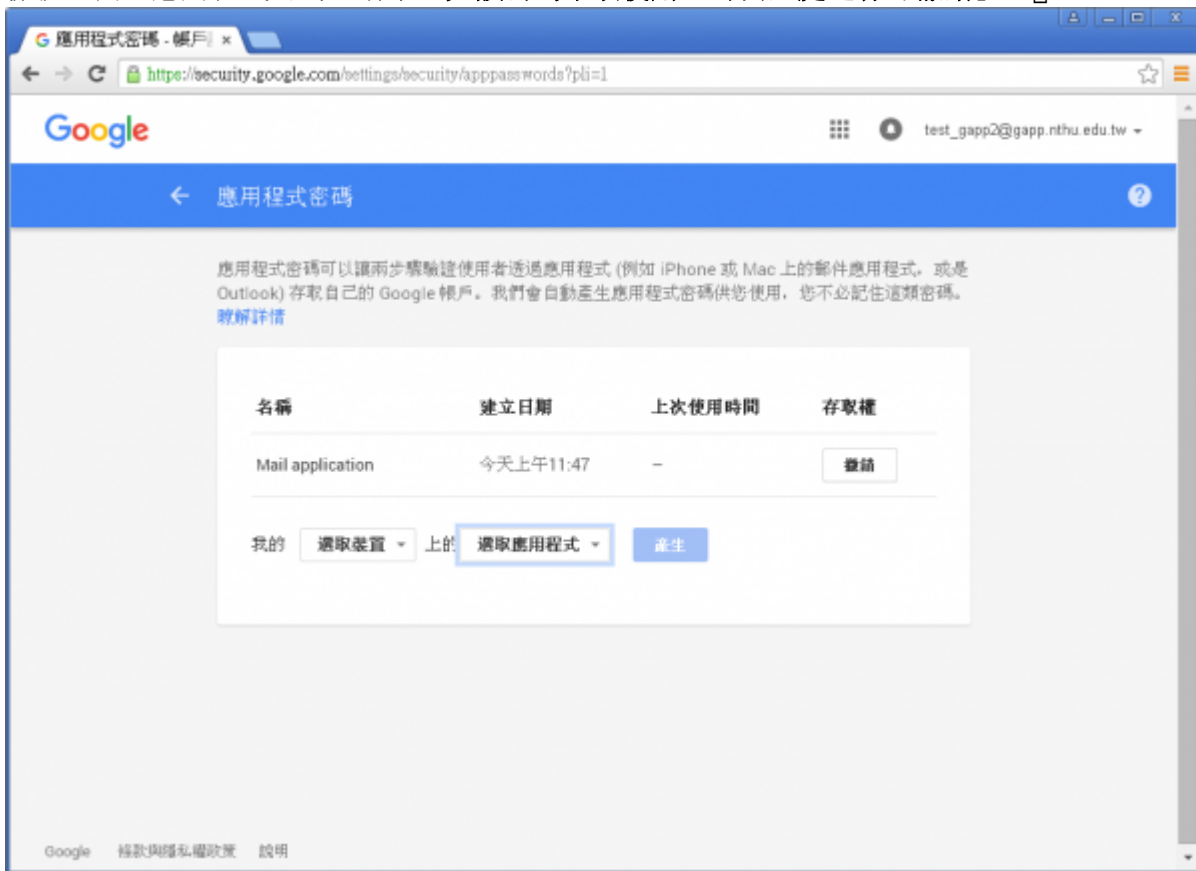 應用程式密碼 - 帳戶
https://security.google.com/settings/security/apppasswords?pli=1
Google
test_gapp2@gapp.nthu.edu.tw
應用程式密碼
應用程式密碼可以讓兩步驟驗證使用者透過應用程式 (例如 iPhone 或 Mac 上的郵件應用程式，或是
Outlook) 存取自己的 Google 帳戶。我們會自動產生應用程式密碼供您使用，您不必記住這類密碼。
瞭解詳情
名稱 建立日期 上次使用時間 存取權
Mail application 今天上午11:47 – 撤銷
我的 選取裝置 上的 選取應用程式 產生
Google 條款與隱私權政策 說明